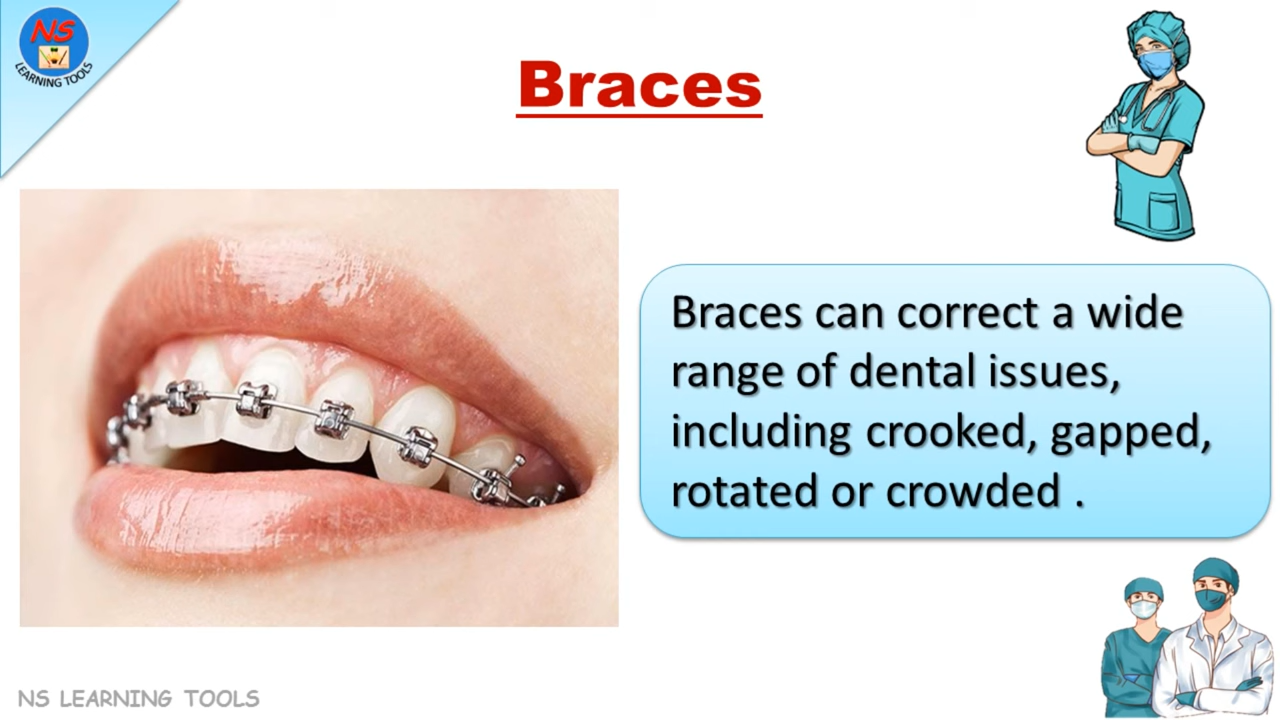 NS
LEARNING TOOLS
Braces
Braces can correct a wide
range of dental issues,
including crooked, gapped,
rotated or crowded .
NS LEARNING TOOLS